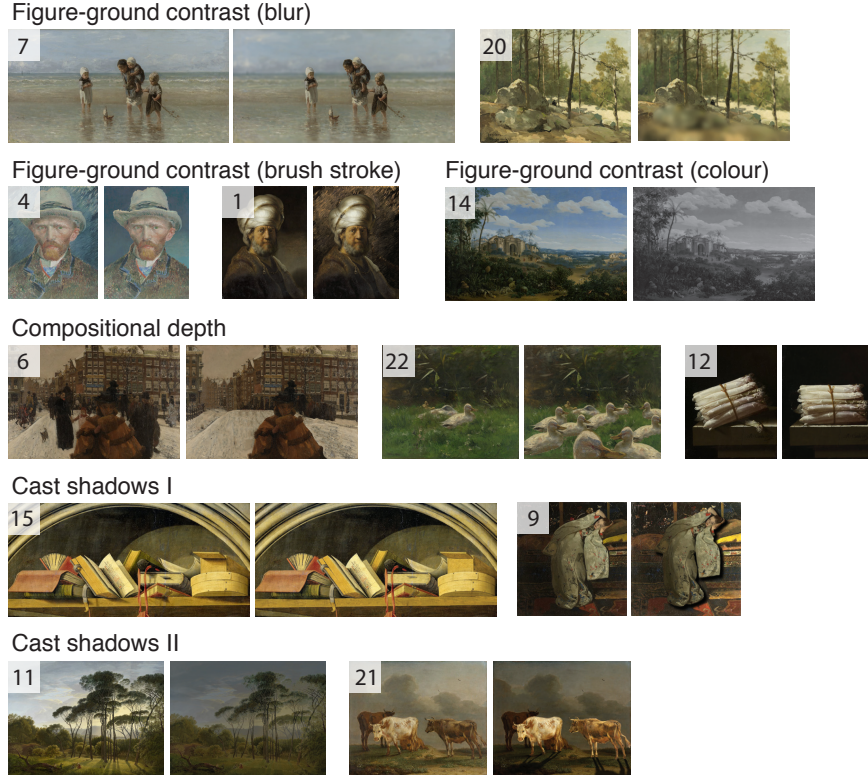 Figure-ground contrast (blur)
7
20
Figure-ground contrast (brush stroke)
Figure-ground contrast (colour)
4
1
14
Compositional depth
6
22
12
Cast shadows I
15
9
Cast shadows II
11
21